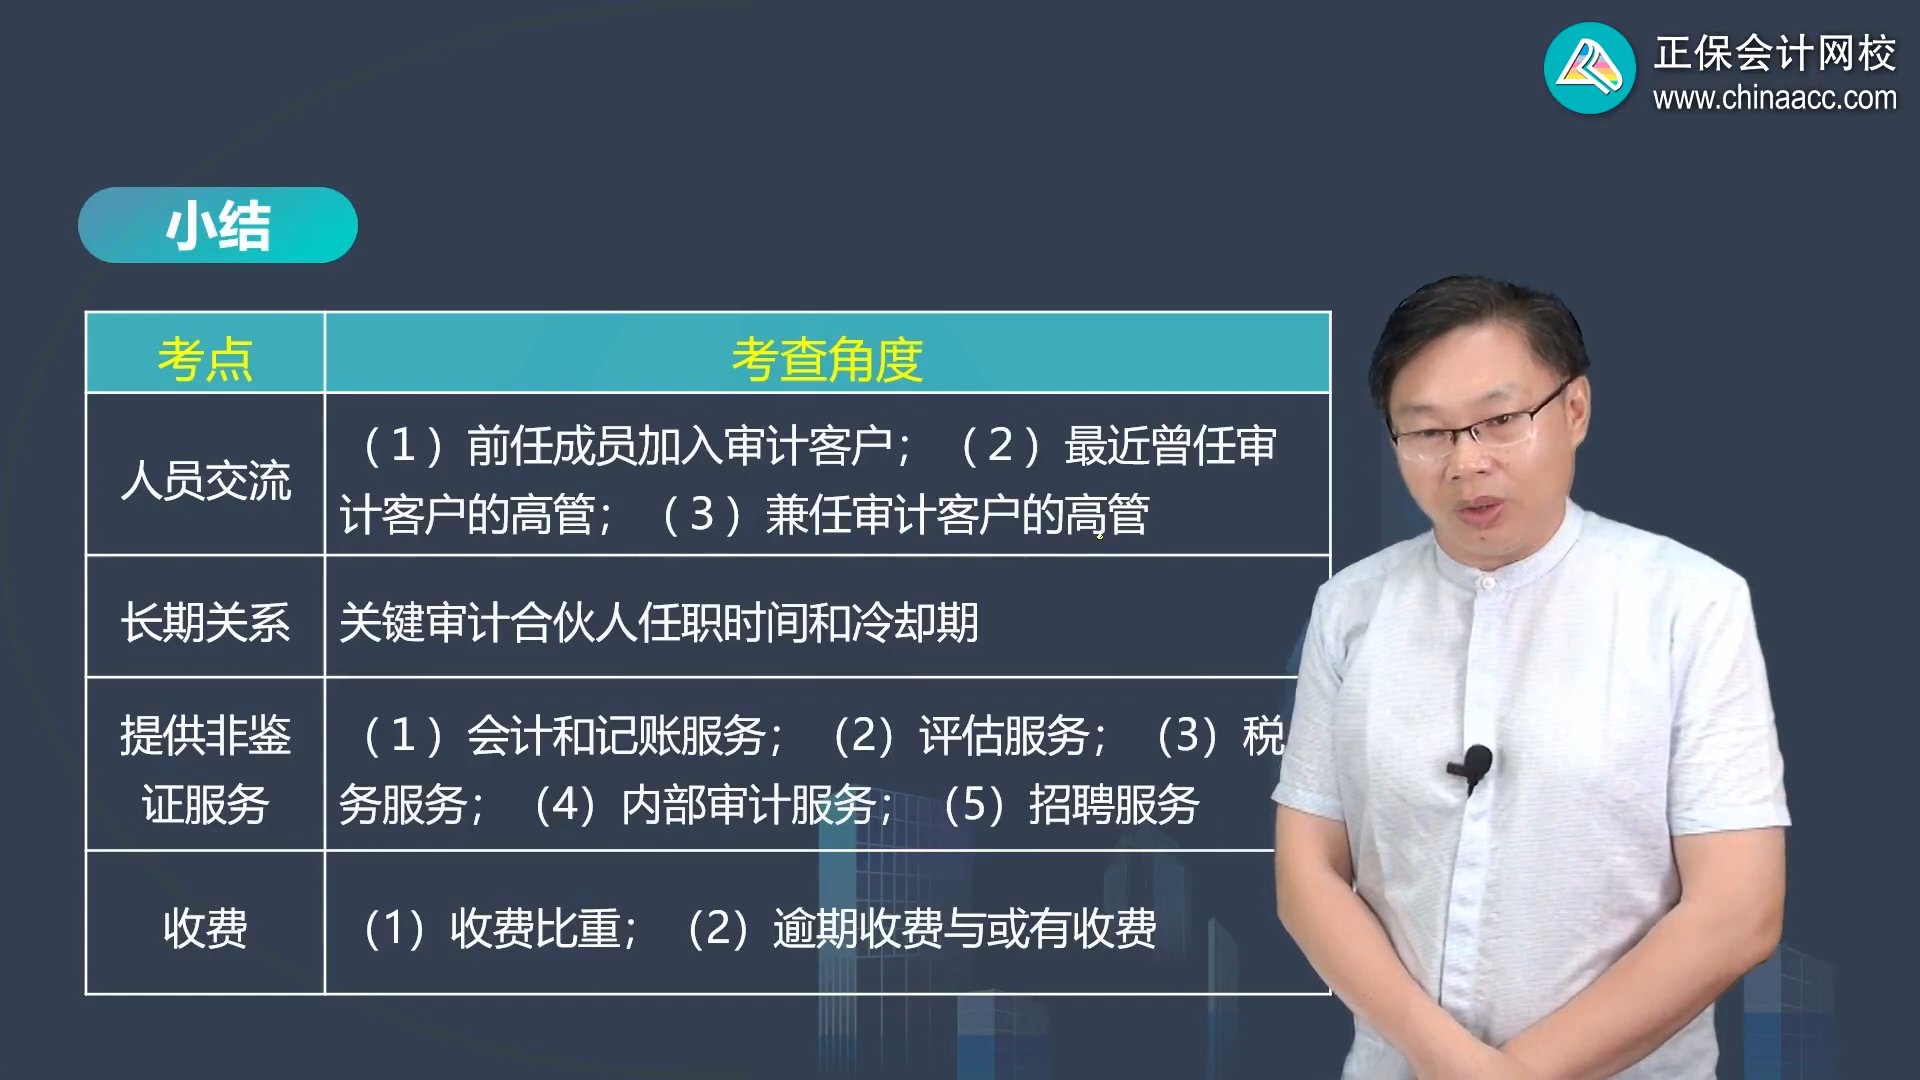 正保会计网校
www.chinaacc.com
小结
考点
考查角度
人员交流
（1）前任成员加入审计客户；（2）最近曾任审
计客户的高管；（3）兼任审计客户的高管
长期关系
关键审计合伙人任职时间和冷却期
提供非鉴
证服务
（1）会计和记账服务；（2）评估服务；（3）税
务服务；（4）内部审计服务；（5）招聘服务
收费
（1）收费比重；（2）逾期收费与或有收费